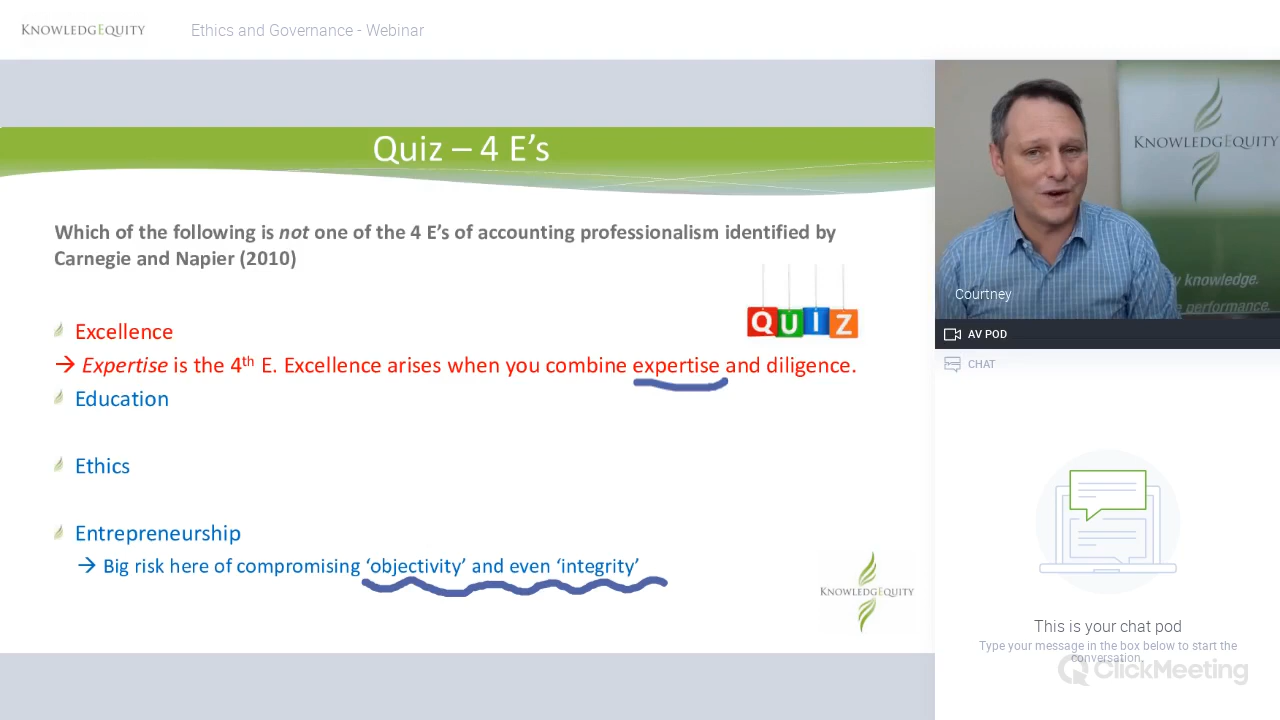 KNOWLEDGEQUITY
Ethics and Governance - Webinar
Quiz – 4 E's
Which of the following is not one of the 4 E's of accounting professionalism identified by
Carnegie and Napier (2010)
QUIZ
Excellence
→ Expertise is the 4th E. Excellence arises when you combine expertise and diligence.
Education
Ethics
Entrepreneurship
→ Big risk here of compromising 'objectivity' and even 'integrity'
KNOWLEDGEQUITY
KNOWLEDGEQUITY
y knowledge.
e performance.
Courtney
AV POD
CHAT
This is your chat pod
Type your message in the box below to start the
conversation.
ClickMeeting